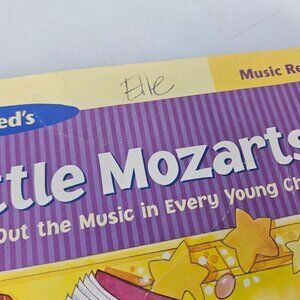 Elle
Music Re
ed's
ttle Mozarts
out the Music in Every Young Ch